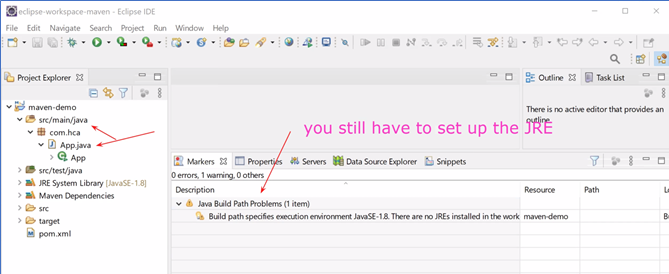 eclipse-workspace-maven - Eclipse IDE
File Edit Navigate Search Project Run Window Help
Project Explorer
Outline
Task List
maven-demo
src/main/java
com.hca
App.java
App
src/test/java
JRE System Library [JavaSE-1.8]
Maven Dependencies
src
target
pom.xml
There is no active editor that provides an
outline.
you still have to set up the JRE
Markers
Properties
Servers
Data Source Explorer
Snippets
0 errors, 1 warning, 0 others
Description
Resource
Path
Java Build Path Problems (1 item)
Build path specifies execution environment JavaSE-1.8. There are no JREs installed in the work
maven-demo